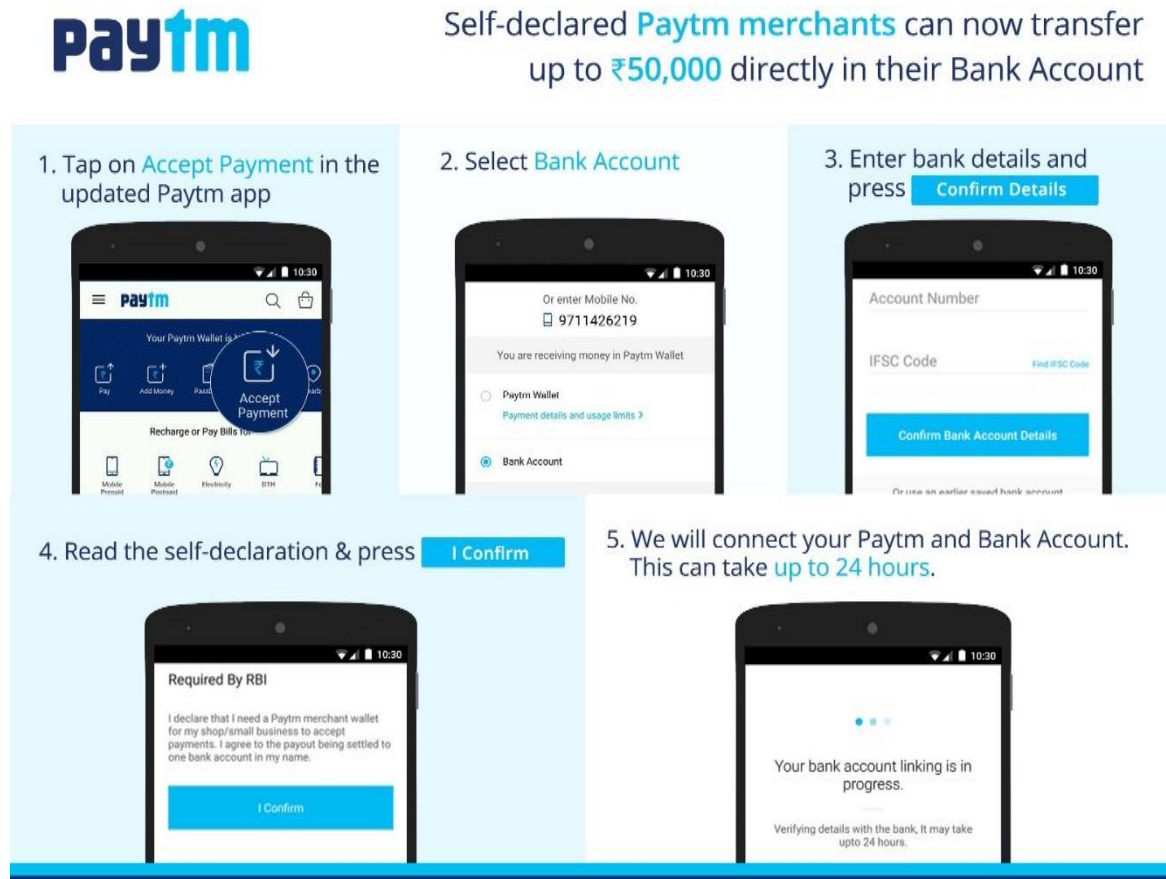 paytm
Self-declared Paytm merchants can now transfer
up to ₹50,000 directly in their Bank Account
1. Tap on Accept Payment in the
updated Paytm app
10:30
paytm
Your Paytm Wallet is
Pay
Add Money
Accept
Payment
Recharge or Pay Bills
Mobile
Prepaid
Mobile
Postpaid
Electricity
DTH
2. Select Bank Account
10:30
Or enter Mobile No.
9711426219
You are receiving money in Paytm Wallet
Paytm Wallet
Payment details and usage limits >
Bank Account
3. Enter bank details and
press Confirm Details
10:30
Account Number
IFSC Code
Find IFSC Code
Confirm Bank Account Details
Or use an earlier saved bank account
4. Read the self-declaration & press I Confirm
10:30
Required By RBI
I declare that I need a Paytm merchant wallet
for my shop/small business to accept
payments. I agree to the payout being settled to
one bank account in my name.
I Confirm
5. We will connect your Paytm and Bank Account.
This can take up to 24 hours.
10:30
Your bank account linking is in
progress.
Verifying details with the bank, It may take
upto 24 hours.